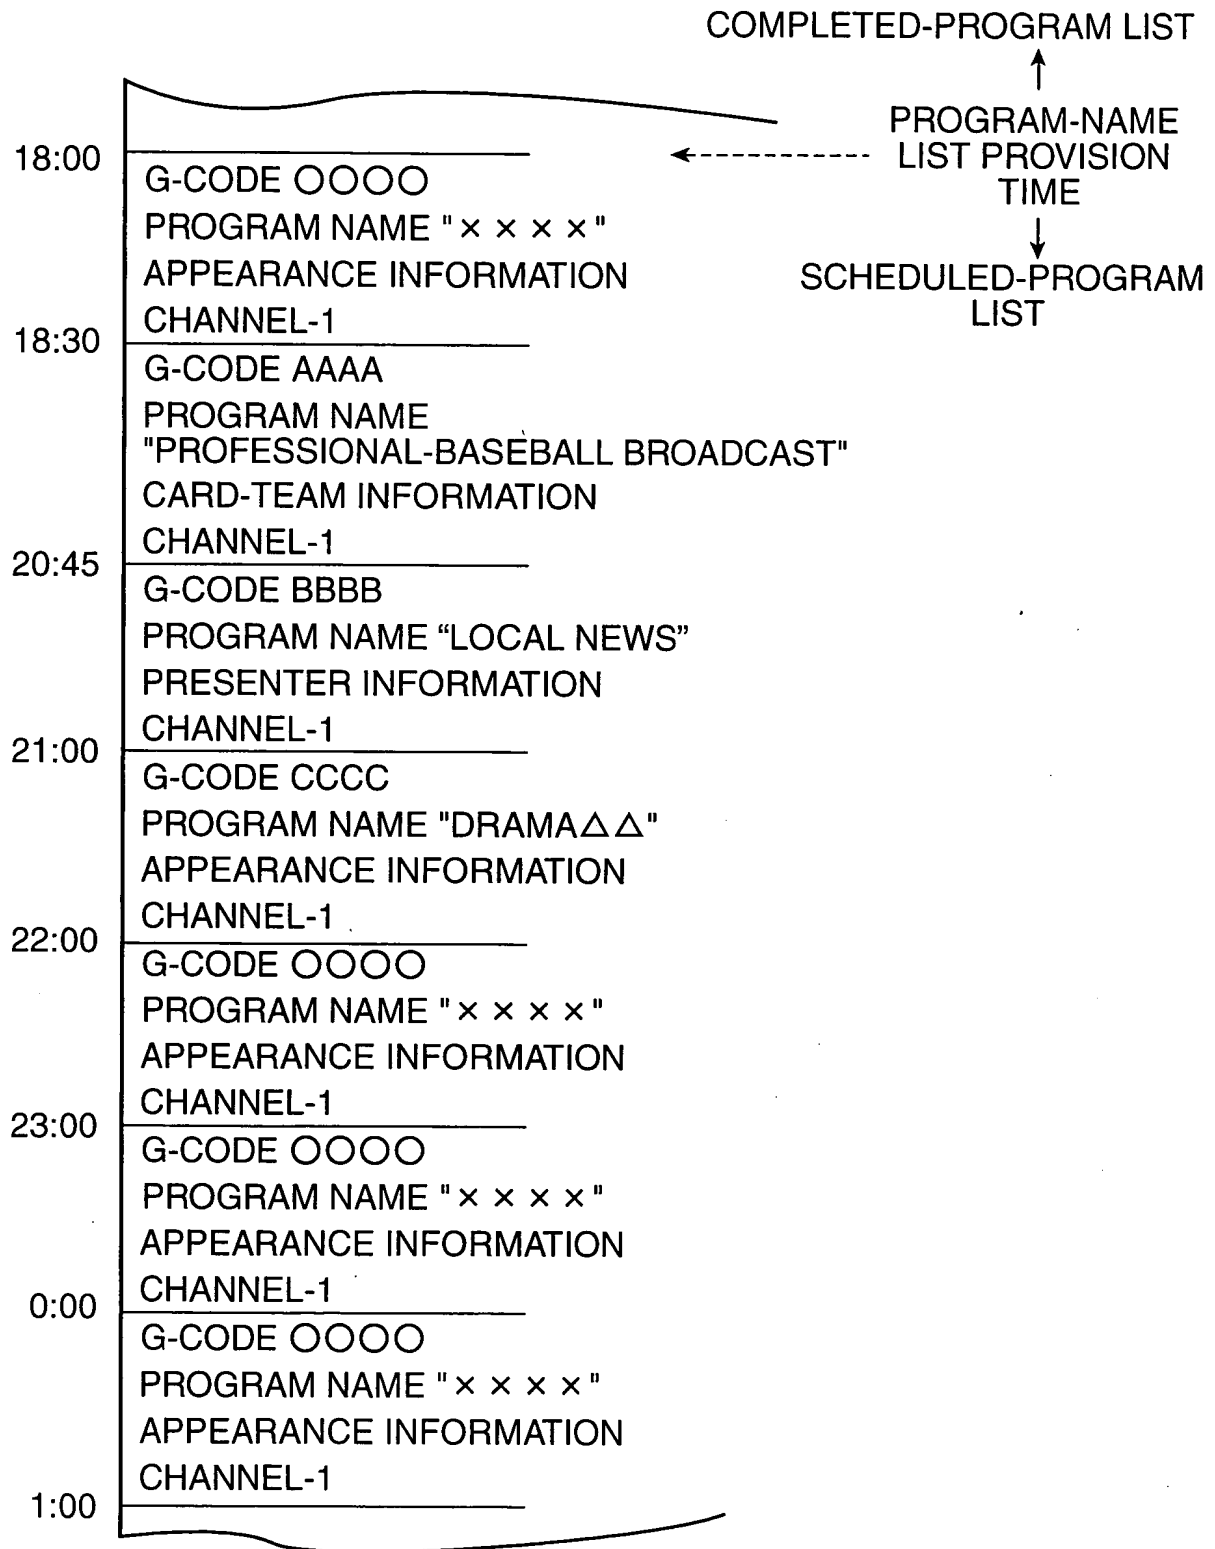 COMPLETED-PROGRAM LIST
PROGRAM-NAME
LIST PROVISION
TIME
SCHEDULED-PROGRAM
LIST
18:00
G-CODE ○○○○
PROGRAM NAME "××××"
APPEARANCE INFORMATION
CHANNEL-1
18:30
G-CODE AAAA
PROGRAM NAME
"PROFESSIONAL-BASEBALL BROADCAST"
CARD-TEAM INFORMATION
CHANNEL-1
20:45
G-CODE BBBB
PROGRAM NAME “LOCAL NEWS”
PRESENTER INFORMATION
CHANNEL-1
21:00
G-CODE CCCC
PROGRAM NAME "DRAMA△△"
APPEARANCE INFORMATION
CHANNEL-1
22:00
G-CODE ○○○○
PROGRAM NAME "××××"
APPEARANCE INFORMATION
CHANNEL-1
23:00
G-CODE ○○○○
PROGRAM NAME "××××"
APPEARANCE INFORMATION
CHANNEL-1
0:00
G-CODE ○○○○
PROGRAM NAME "××××"
APPEARANCE INFORMATION
CHANNEL-1
1:00